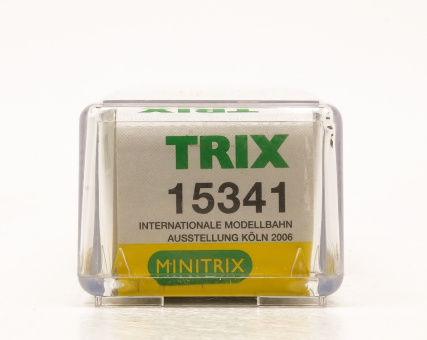 TRIX
15341
INTERNATIONALE MODELLBAHN
AUSSTELLUNG KÖLN 2006
MINITRIX